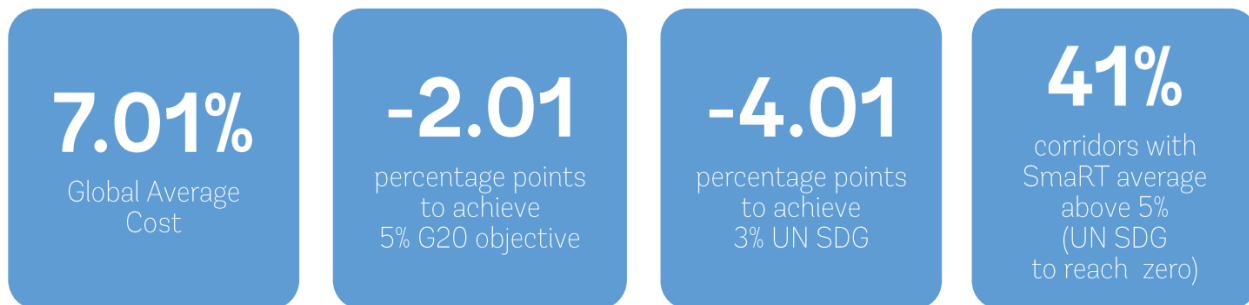 7.01%
Global Average
Cost
-2.01
percentage points
to achieve
5% G20 objective
-4.01
percentage points
to achieve
3% UN SDG
41%
corridors with
SmaRT average
above 5%
(UN SDG
to reach zero)